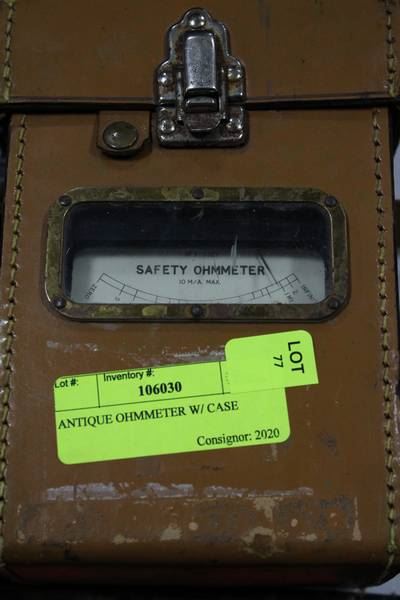 SAFETY OHMMETER
10 M/A. MAX.
Lot #:
Inventory #:
106030
LOT
77
ANTIQUE OHMMETER W/ CASE
Consignor: 2020